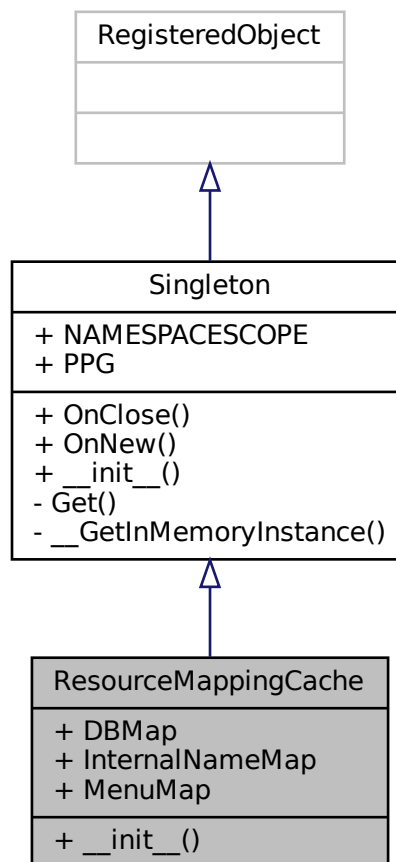 RegisteredObject
Singleton
+ NAMESPACESCOPE
+ PPG
+ OnClose()
+ OnNew()
+ __init__()
- Get()
- __GetInMemoryInstance()
ResourceMappingCache
+ DBMap
+ InternalNameMap
+ MenuMap
+ __init__()